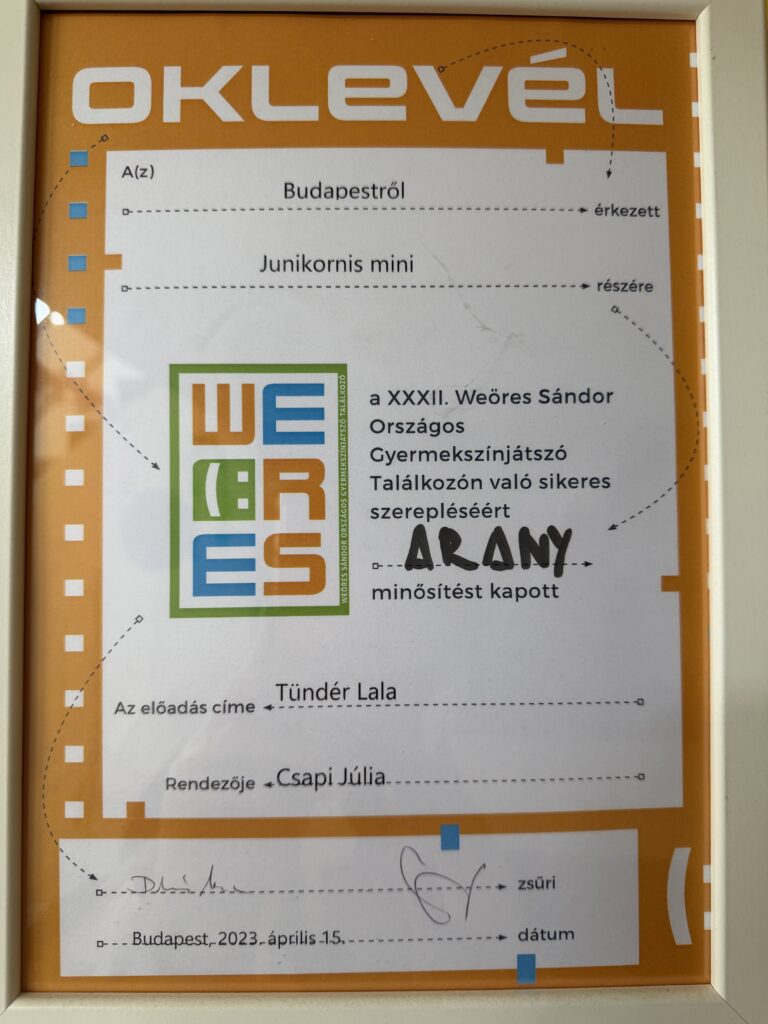 OKLEVÉL
A(z)
Budapestről
érkezett
Junikornis mini
részére
WE
ÖR
ES
WEÖRES SÁNDOR ORSZÁGOS GYERMEKSZÍNJÁTSZÓ TALÁLKOZÓ
a XXXII. Weöres Sándor
Országos
Gyermekszínjátszó
Találkozón való sikeres
szerepléséért
ARANY
minősítést kapott
Az előadás címe Tündér Lala
Rendezője Csapi Júlia
zsűri
Budapest, 2023. április 15. dátum